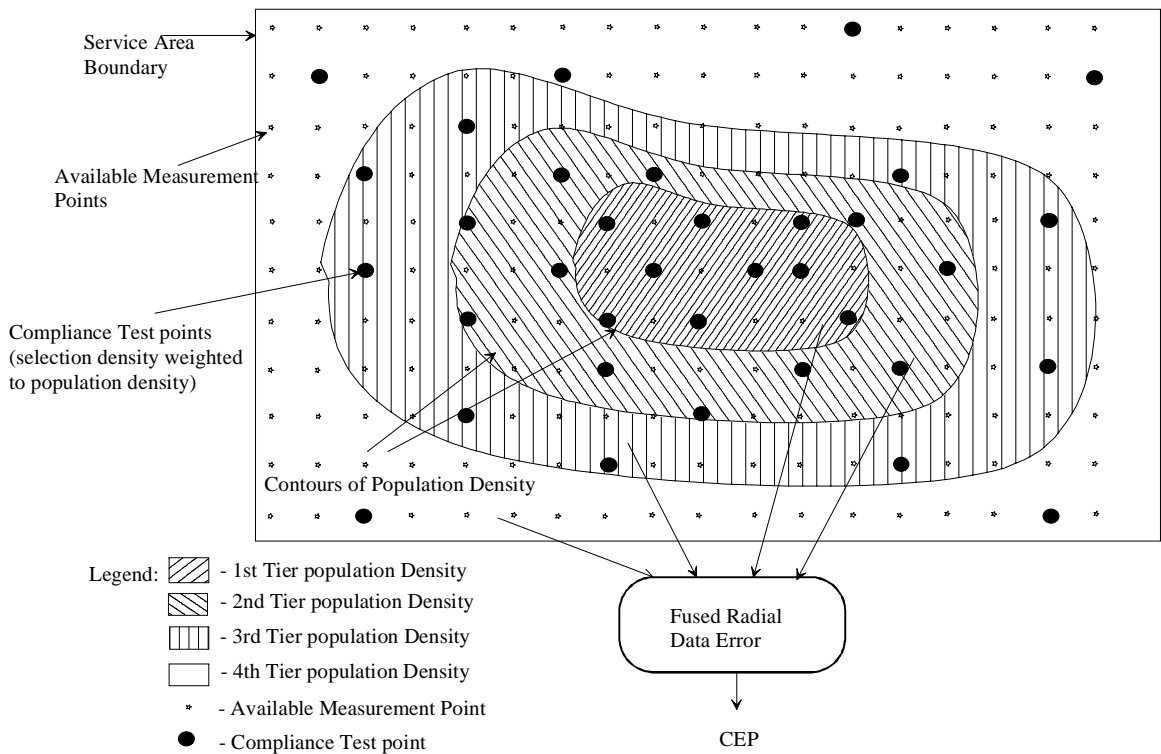 Service Area
Boundary
Available Measurement
Points
Compliance Test points
(selection density weighted
to population density)
Contours of Population Density
Legend:
- 1st Tier population Density
- 2nd Tier population Density
- 3rd Tier population Density
- 4th Tier population Density
- Available Measurement Point
- Compliance Test point
Fused Radial
Data Error
CEP